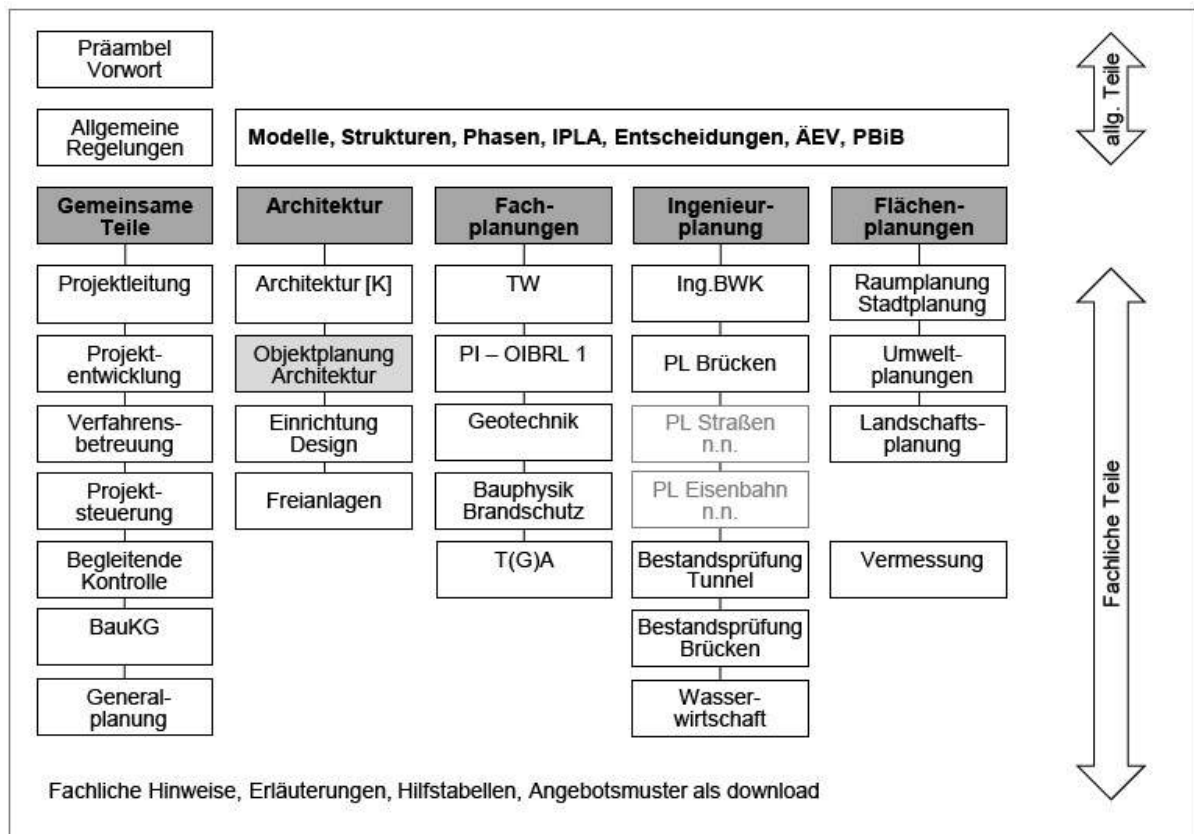 Präambel
Vorwort
allg. Teile
Allgemeine
Regelungen
Modelle, Strukturen, Phasen, IPLA, Entscheidungen, ÄEV, PBiB
Gemeinsame
Teile
Architektur
Fach-
planungen
Ingenieur-
planung
Flächen-
planungen
Projektleitung
Architektur [K]
TW
Ing.BWK
Raumplanung
Stadtplanung
Projekt-
entwicklung
Objektplanung
Architektur
PI – OIBRL 1
PL Brücken
Umwelt-
planungen
Verfahrens-
betreuung
Einrichtung
Design
Geotechnik
PL Straßen
n.n.
Landschafts-
planung
Projekt-
steuerung
Freianlagen
Bauphysik
Brandschutz
PL Eisenbahn
n.n.
Fachliche Teile
Begleitende
Kontrolle
T(G)A
Bestandsprüfung
Tunnel
Vermessung
BauKG
Bestandsprüfung
Brücken
General-
planung
Wasser-
wirtschaft
Fachliche Hinweise, Erläuterungen, Hilfstabellen, Angebotsmuster als download